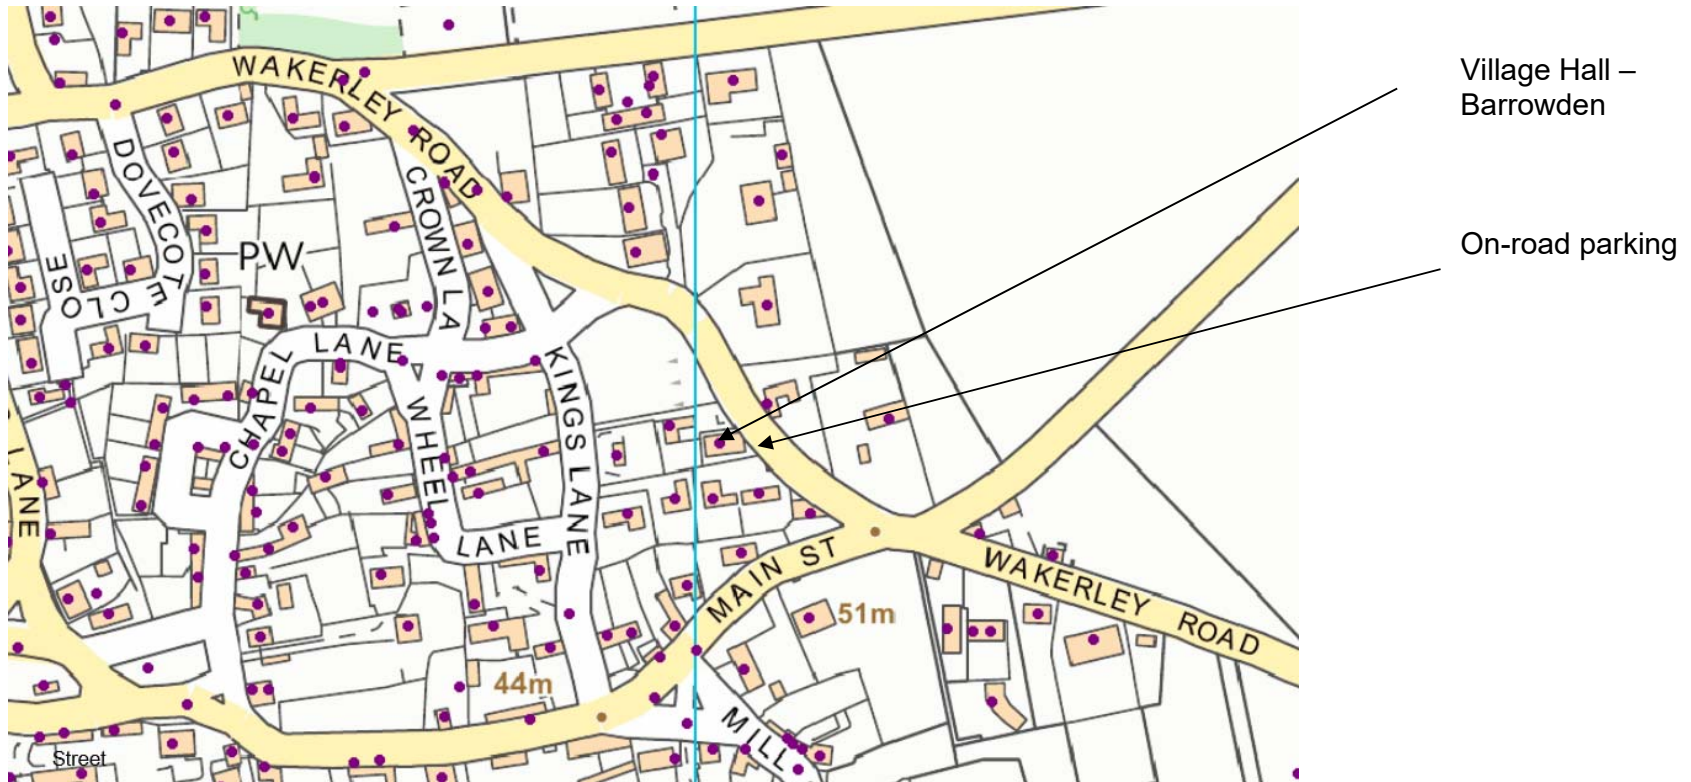 WAKERLEY ROAD
Village Hall –
Barrowden
DOVECOTE
CLOSE
CROWN LA
PW
On-road parking
CHAPEL
LANE
WHEEL
LANE
KINGS LANE
LANE
MAIN ST
WAKERLEY ROAD
51m
44m
MILL
Street